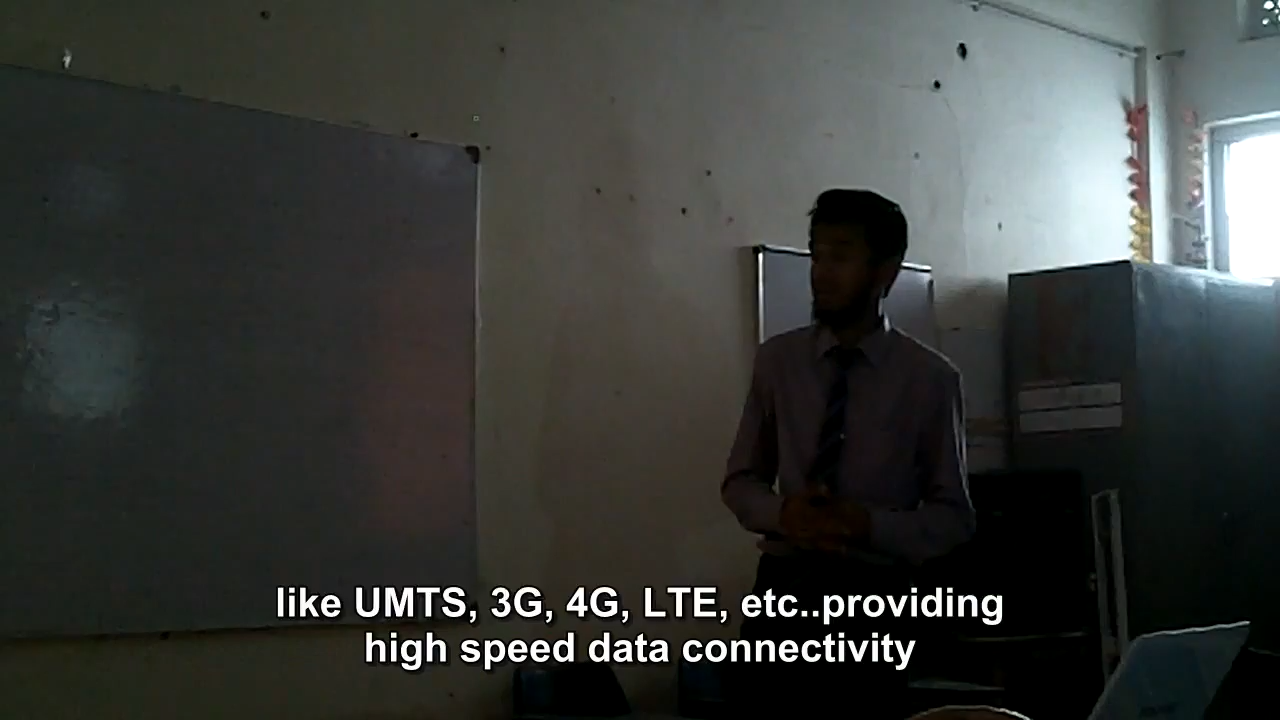 like UMTS, 3G, 4G, LTE, etc..providing
high speed data connectivity